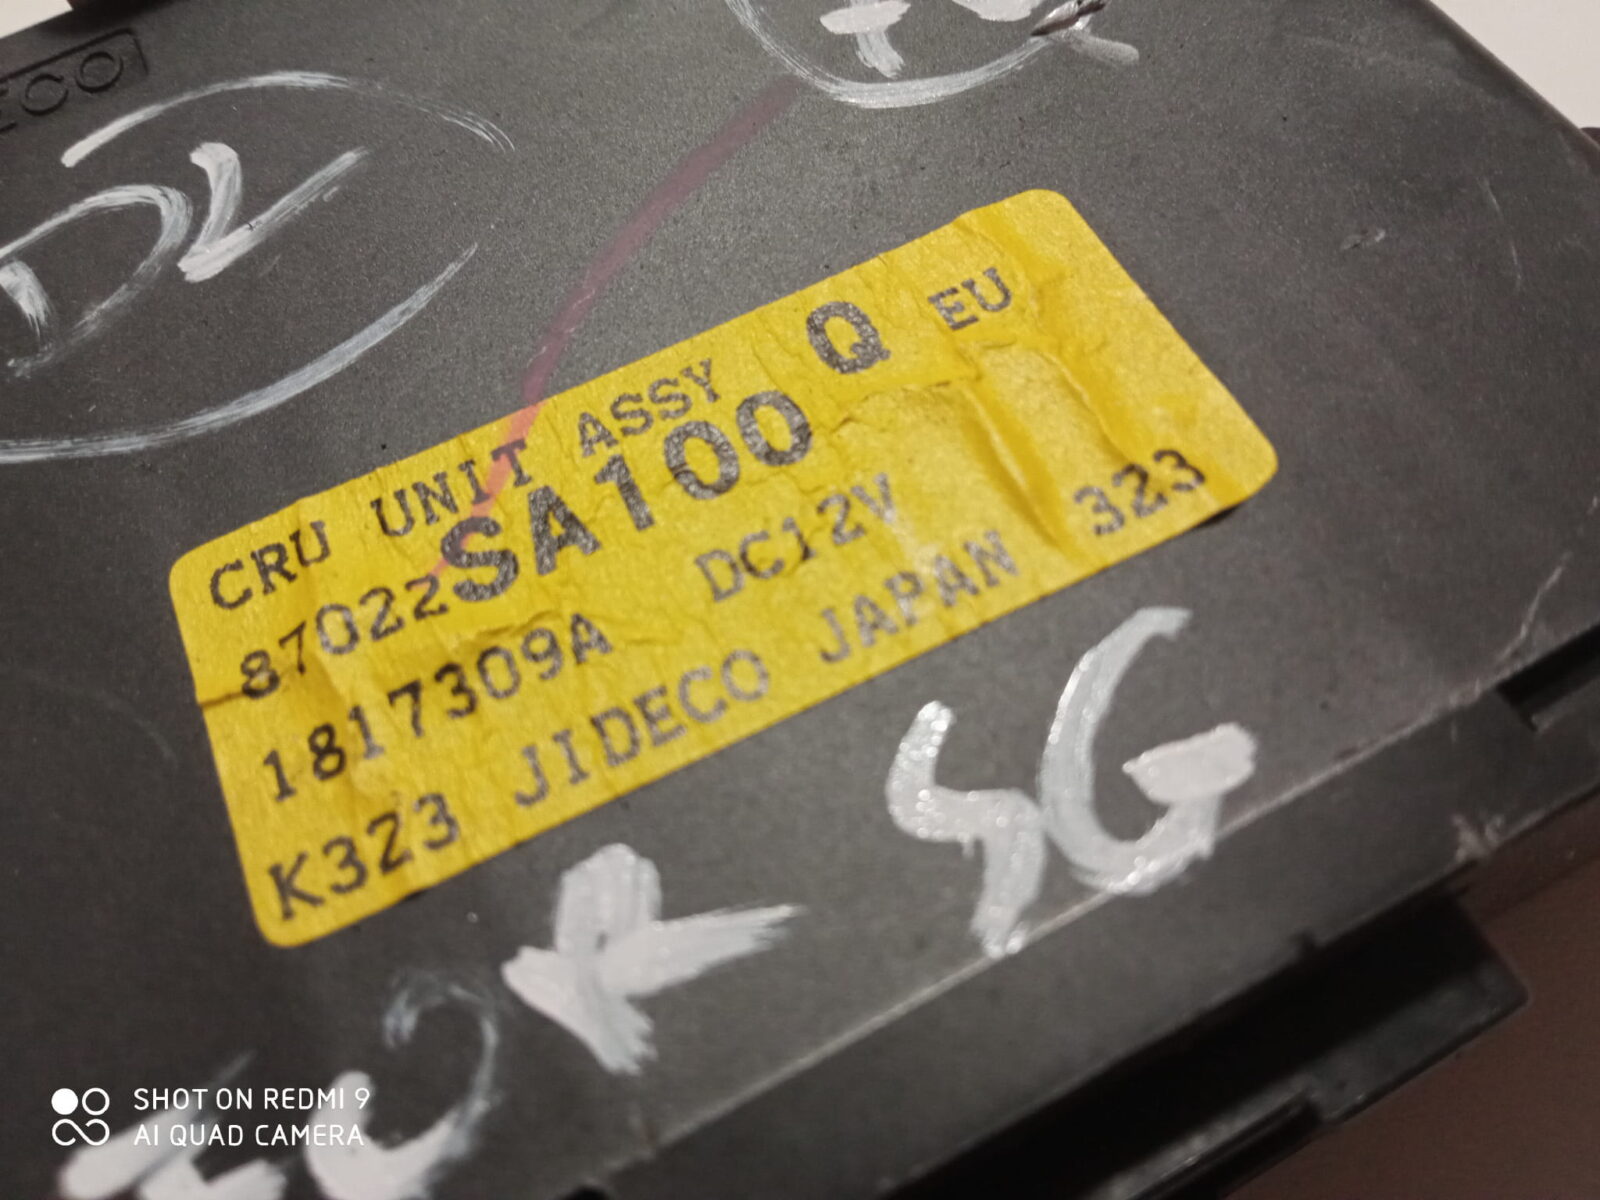 ECO
CRU UNIT ASSY Q EU
87022SA100
1817309A DC12V
K323 JIDECO JAPAN 323
SG
SHOT ON REDMI 9
AI QUAD CAMERA